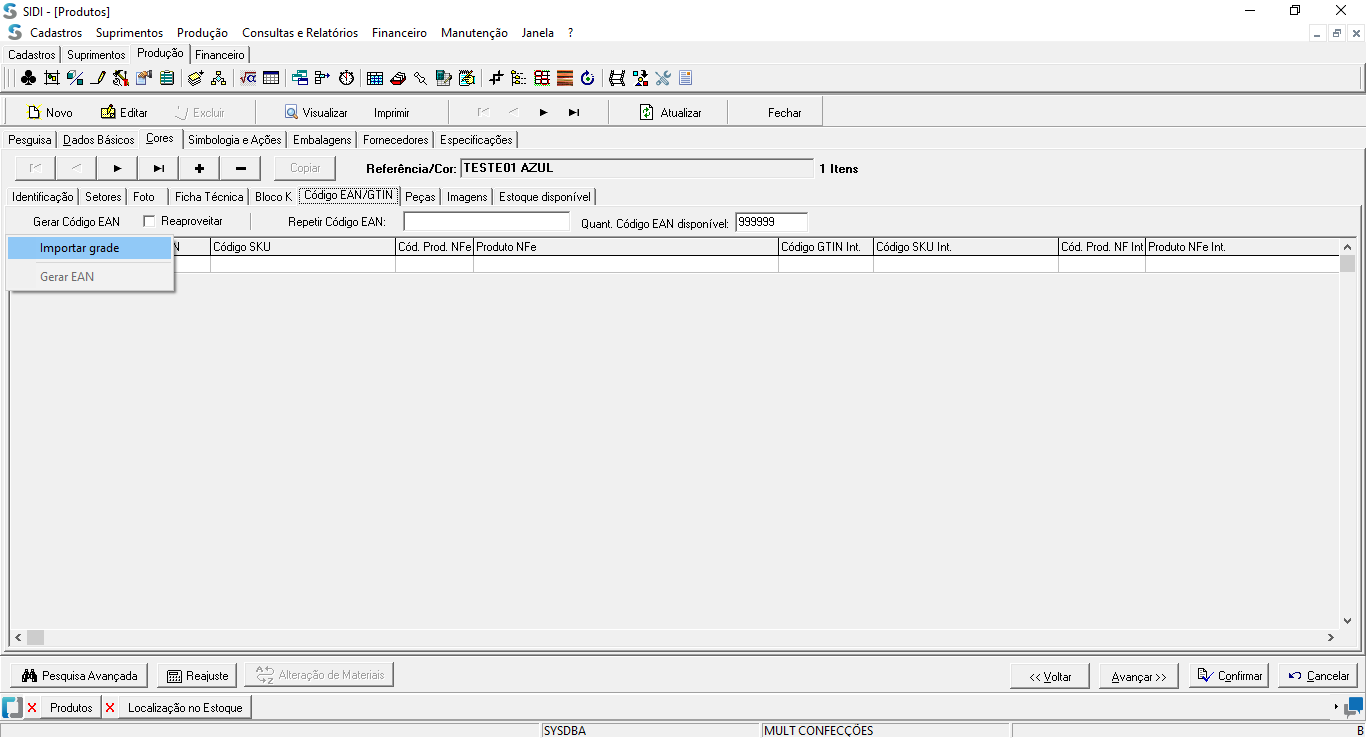 SIDI - [Produtos]
Cadastros Suprimentos Produção Consultas e Relatórios Financeiro Manutenção Janela ?
Cadastros Suprimentos Produção Financeiro
Novo Editar Excluir Visualizar Imprimir Atualizar Fechar
Pesquisa Dados Básicos Cores Simbologia e Ações Embalagens Fornecedores Especificações
Copiar Referência/Cor: TESTE01 AZUL 1 Itens
Identificação Setores Foto Ficha Técnica Bloco K Código EAN/GTIN Peças Imagens Estoque disponível
Gerar Código EAN Reaproveitar Repetir Código EAN: Quant. Código EAN disponível: 999999
Importar grade N Código SKU Cód. Prod. NFe Produto NFe Código GTIN Int. Código SKU Int. Cód. Prod. NF Int Produto NFe Int.
Gerar EAN
Pesquisa Avançada Reajuste Alteração de Materiais << Voltar Avançar >> Confirmar Cancelar
Produtos Localização no Estoque
SYSDBA MULT CONFECÇÕES B